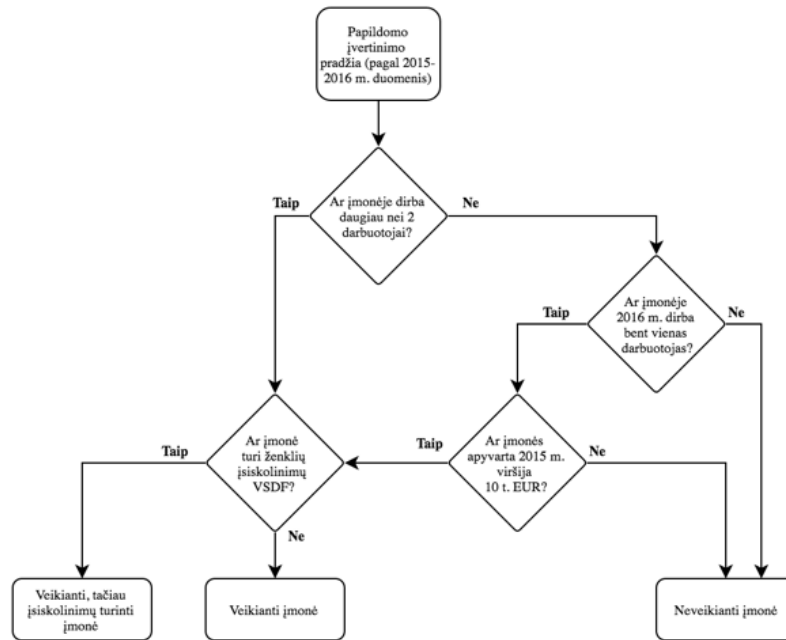 Papildomo
įvertinimo
pradžia (pagal 2015-
2016 m. duomenis)
Taip
Ar įmonėje dirba
daugiau nei 2
darbuotojai?
Ne
Taip
Ar įmonėje
2016 m. dirba
bent vienas
darbuotojas?
Ne
Taip
Ar įmonė
turi ženklių
įsiskolinimų
VSDF?
Ne
Taip
Ar įmonės
apyvarta 2015 m.
viršija
10 t. EUR?
Ne
Veikianti, tačiau
įsiskolinimų turinti
įmonė
Veikianti įmonė
Neveikianti įmonė